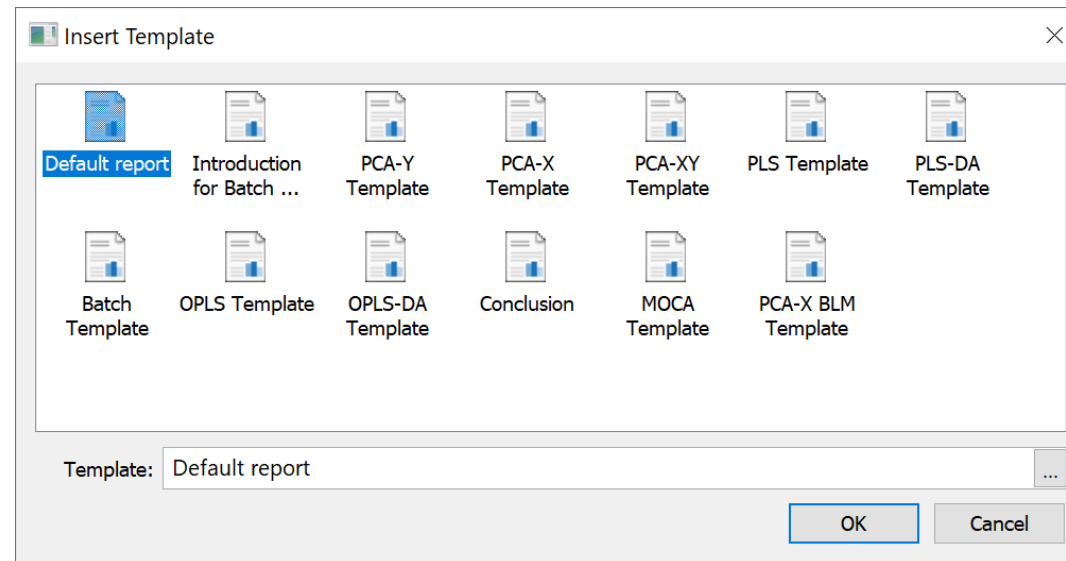 Insert Template
Default report
Introduction
for Batch ...
PCA-Y
Template
PCA-X
Template
PCA-XY
Template
PLS Template
PLS-DA
Template
Batch
Template
OPLS Template
OPLS-DA
Template
Conclusion
MOCA
Template
PCA-X BLM
Template
Template: Default report ...
OK Cancel